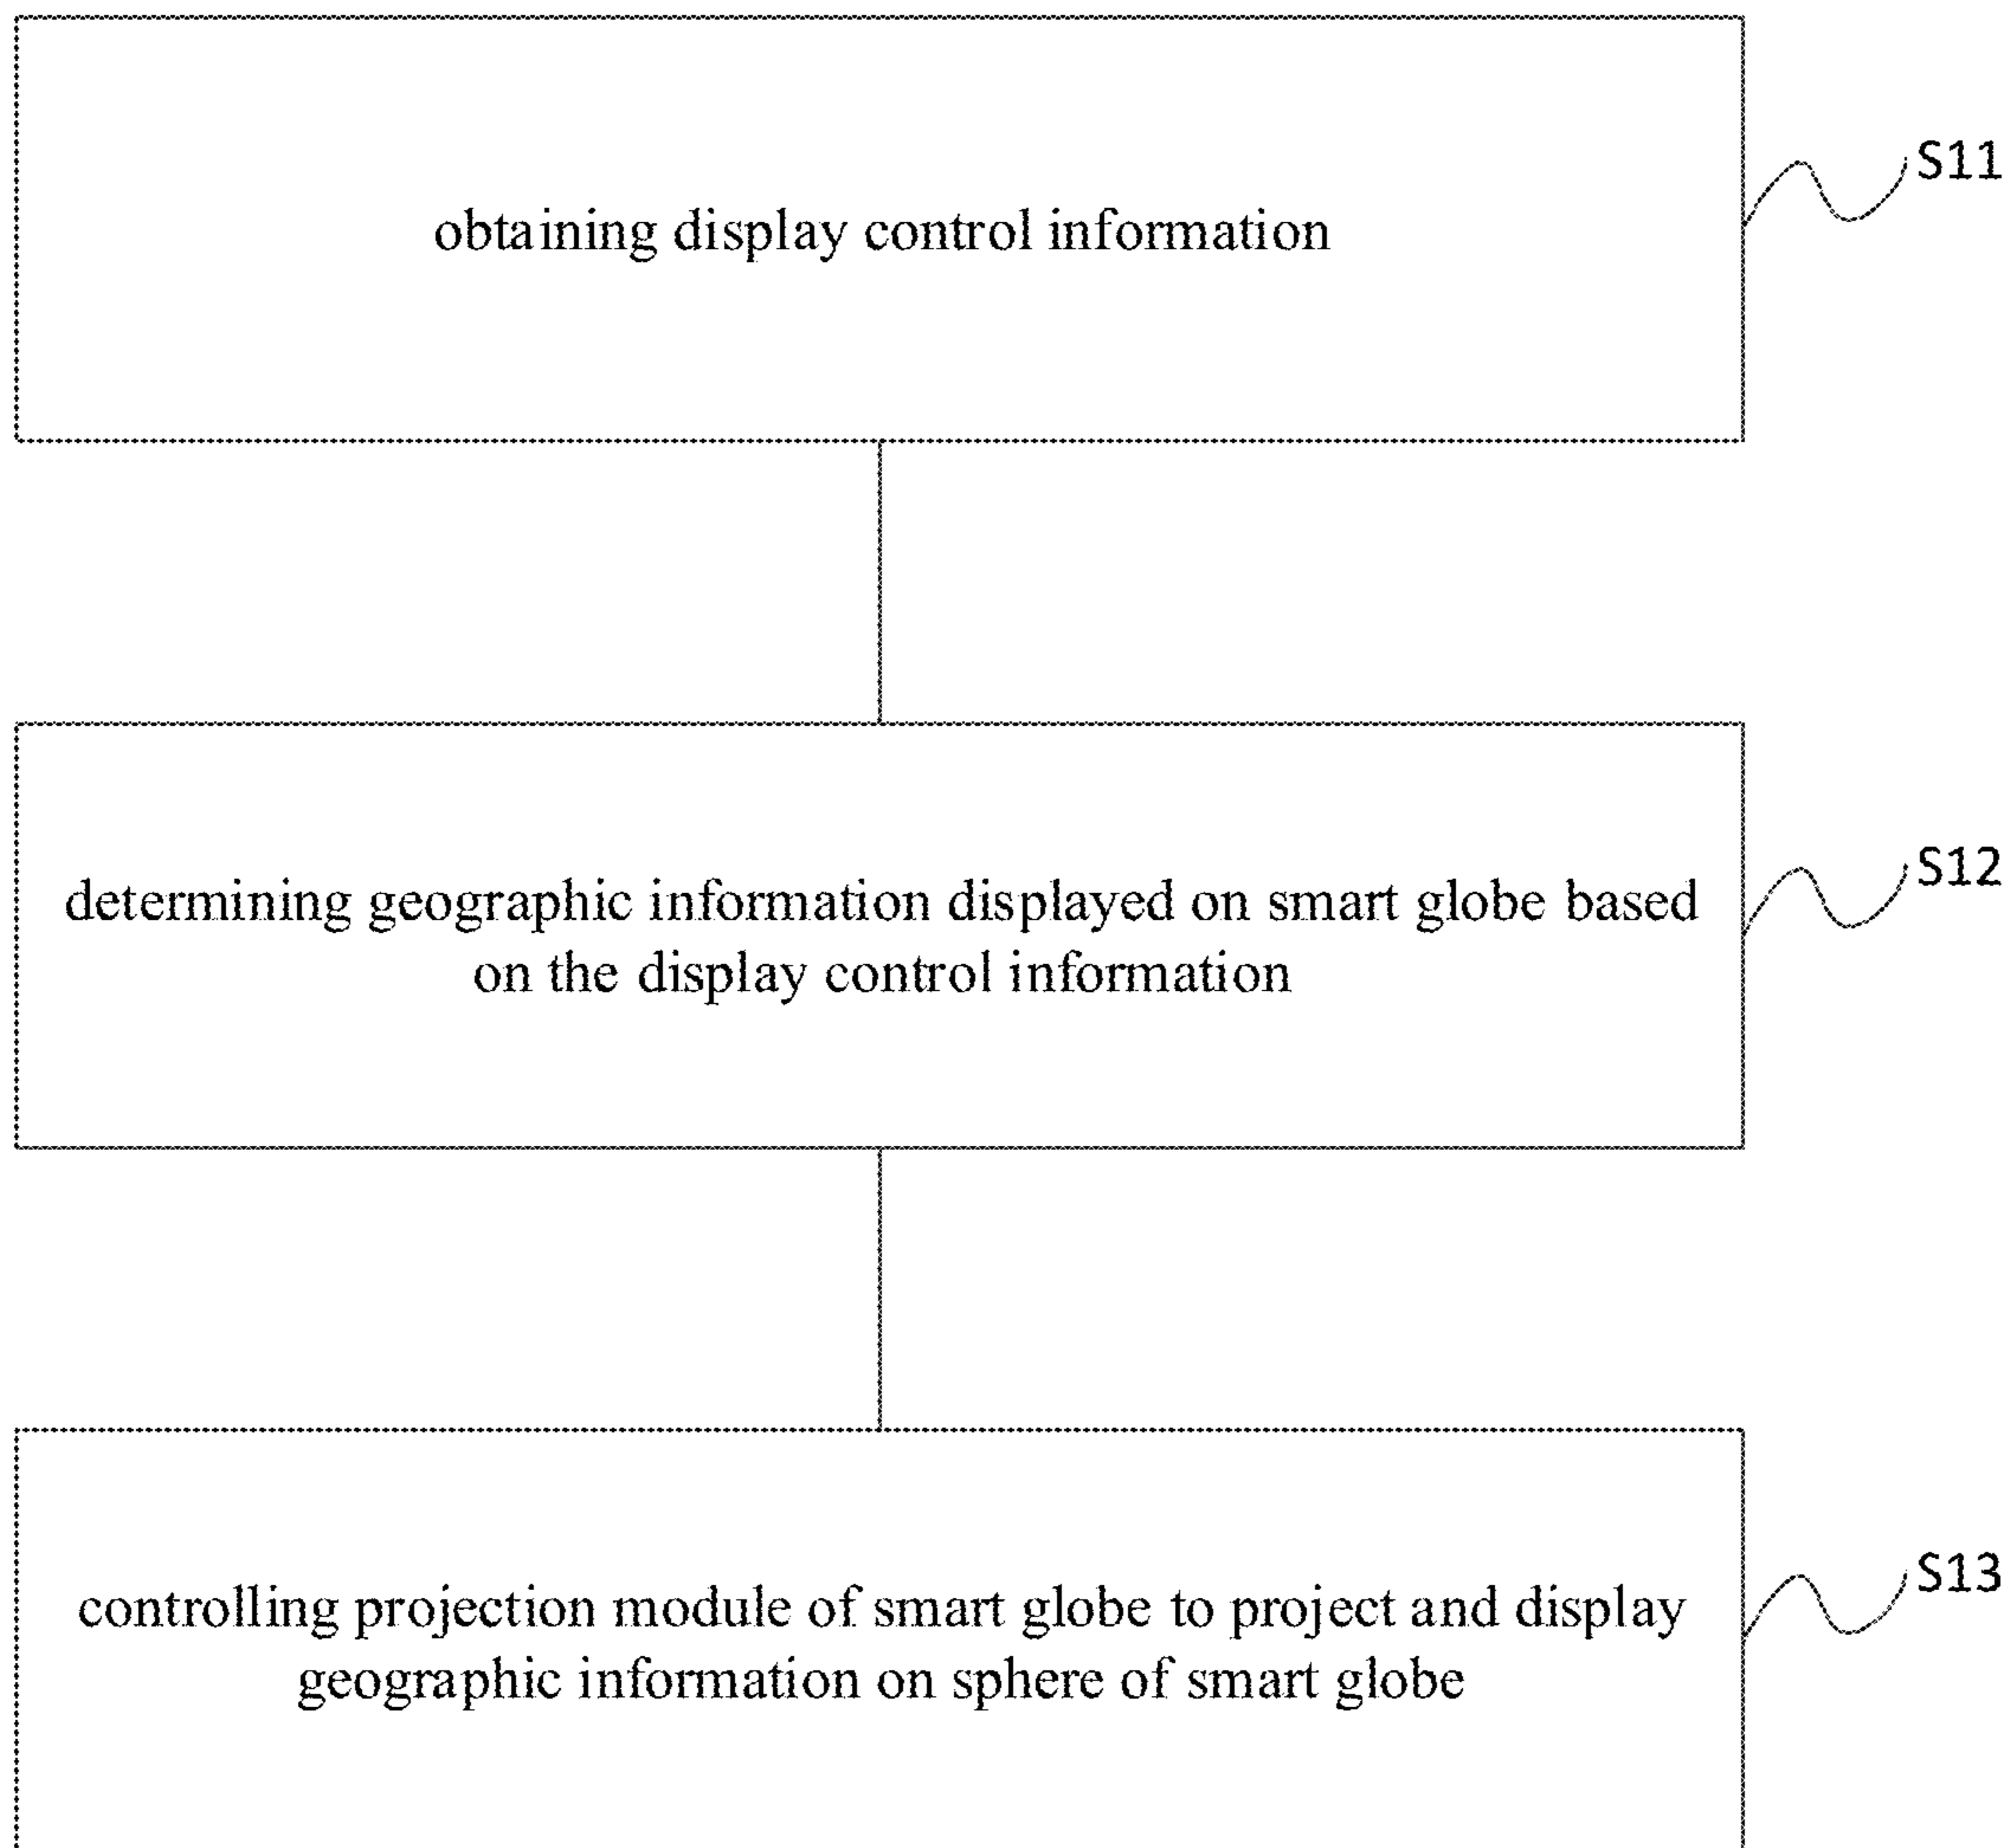 obtaining display control information
S11
determining geographic information displayed on smart globe based
on the display control information
S12
controlling projection module of smart globe to project and display
geographic information on sphere of smart globe
S13